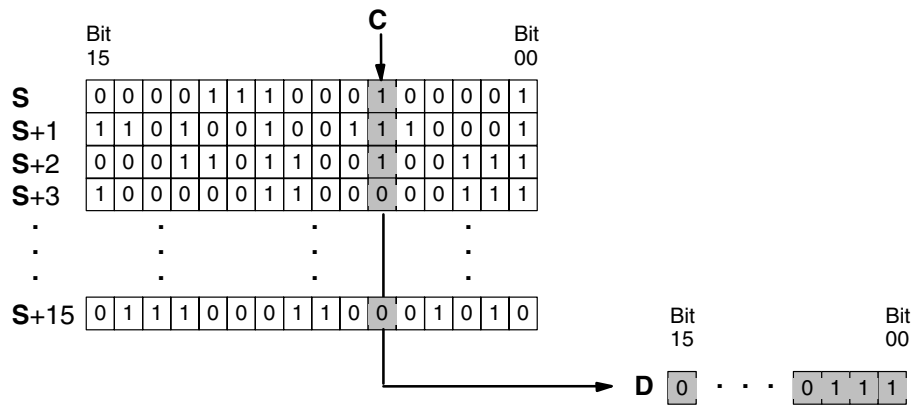 C
Bit Bit
15 00
S 0 0 0 0 1 1 1 0 0 0 1 0 0 0 0 1
S+1 1 1 0 1 0 0 1 0 0 1 1 1 0 0 0 1
S+2 0 0 0 1 1 0 1 1 0 0 1 0 0 1 1 1
S+3 1 0 0 0 0 0 1 1 0 0 0 0 0 1 1 1
. . . .
. . . .
. . . .
S+15 0 1 1 1 0 0 0 1 1 0 0 0 1 0 1 0
Bit Bit
15 00
D 0 . . . 0 1 1 1